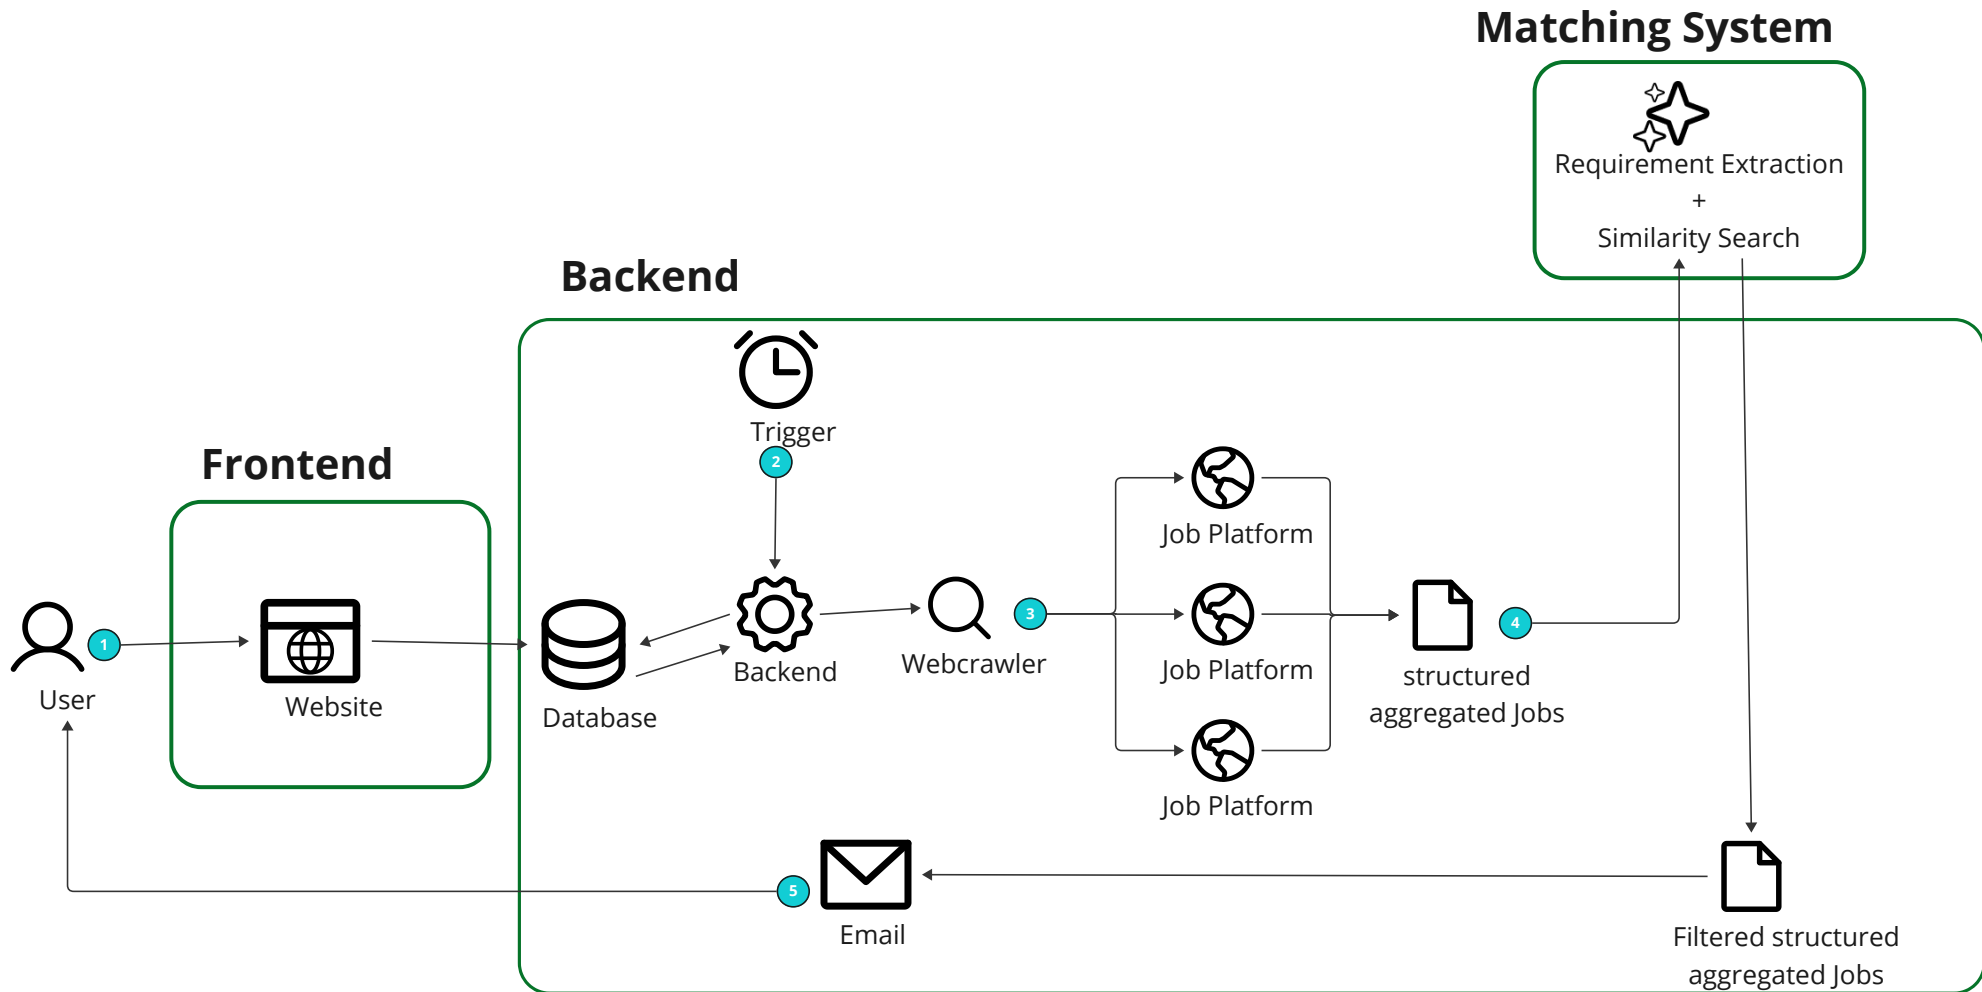 Matching System
Requirement Extraction
+
Similarity Search
Backend
Trigger
2
Frontend
Job Platform
1
User
Website
Database
Backend
Webcrawler
3
Job Platform
structured
aggregated Jobs
4
Job Platform
5
Email
Filtered structured
aggregated Jobs